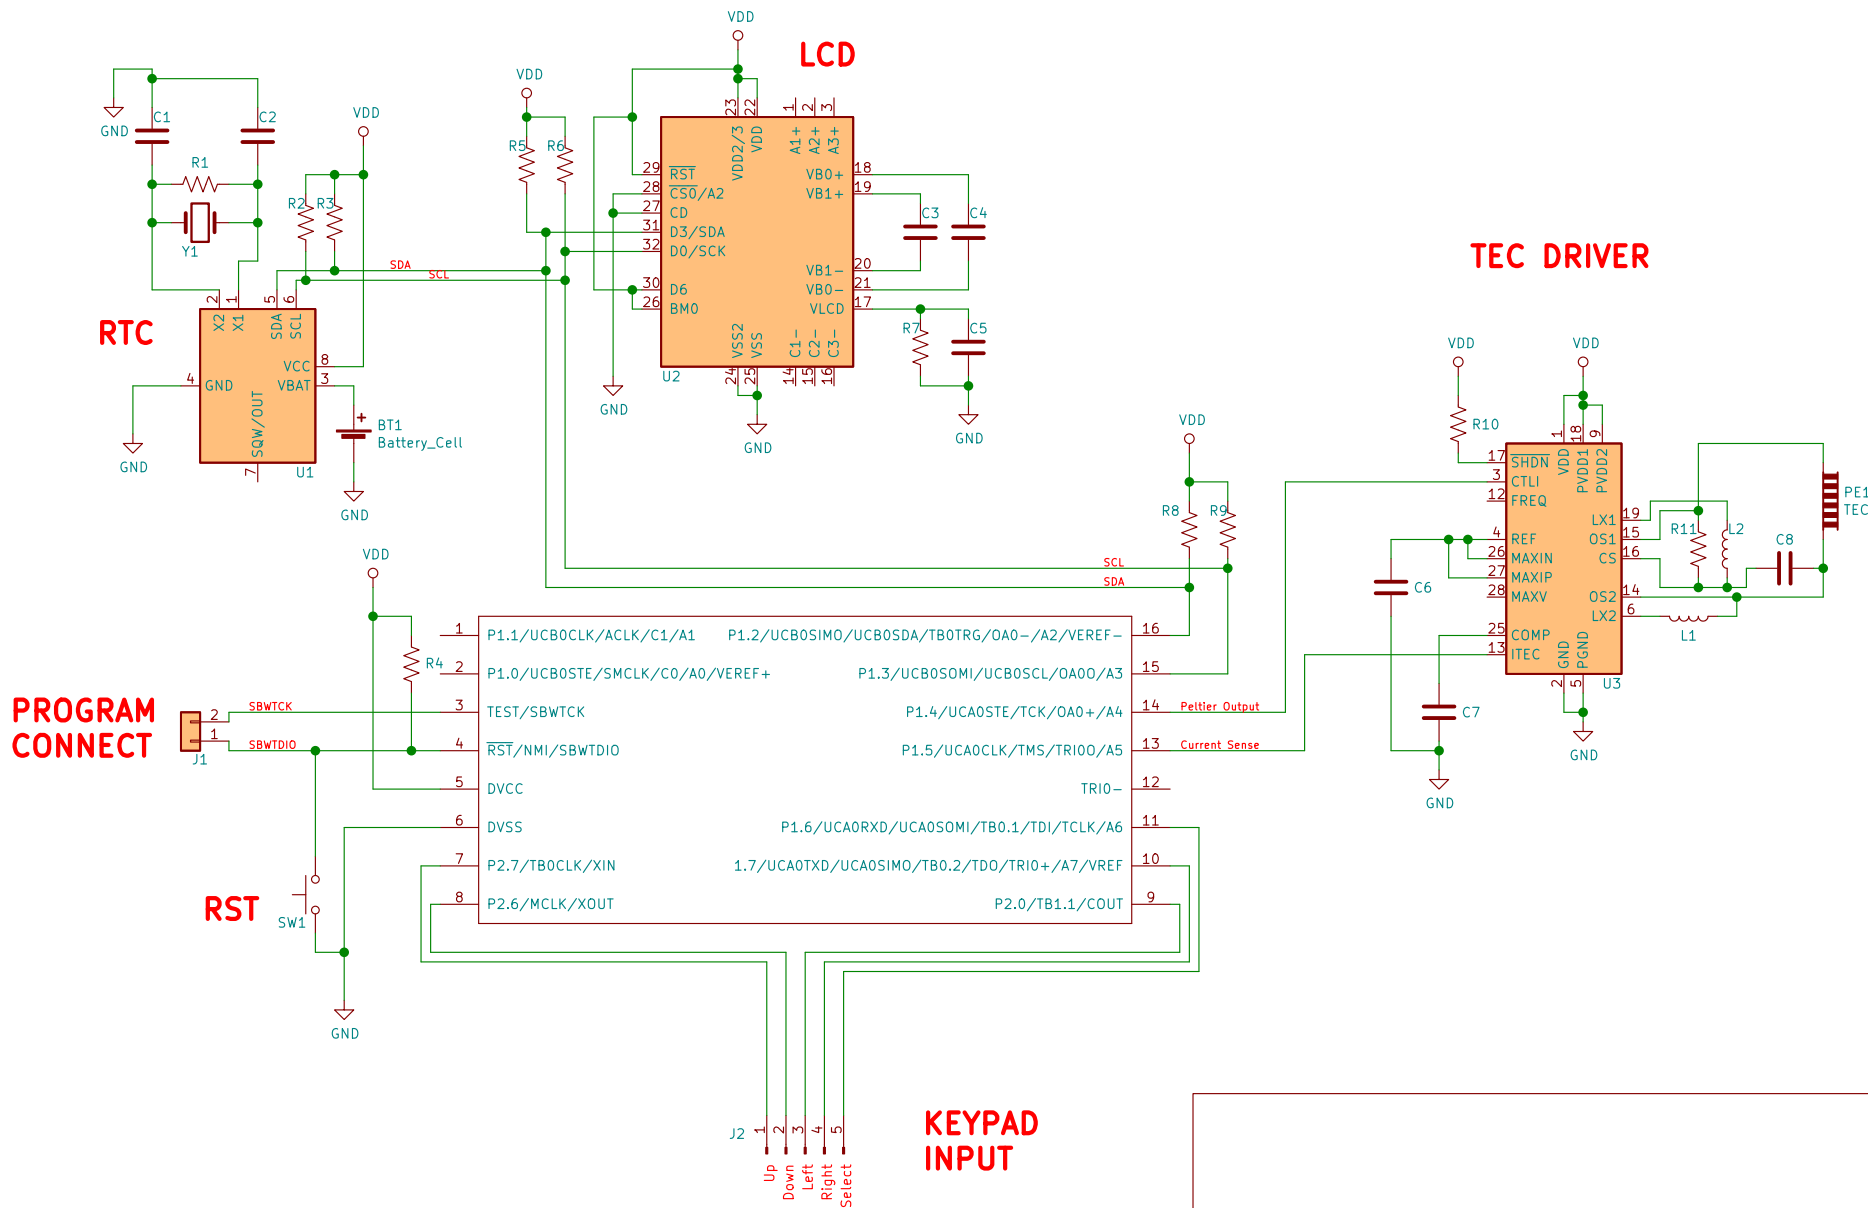 VDD
LCD
VDD
VDD
GND
C1
C2
R1
Y1
R2
R3
SDA
SCL
RTC
2
1
5
6
X2
X1
SDA
SCL
VCC
8
VBAT
3
4
GND
SQW/OUT
7
U1
GND
BT1
Battery_Cell
GND
R5
R6
23
22
1
2
3
VDD2/3
VDD
A1+
A2+
A3+
29
RST
28
CS0/A2
27
CD
31
D3/SDA
32
D0/SCK
30
D6
26
BM0
VB0+
18
VB1+
19
VB1-
20
VB0-
21
VLCD
17
VSS2
VSS
C1-
C2-
C3-
24
25
14
15
16
U2
GND
GND
C3
C4
R7
C5
GND
TEC DRIVER
VDD
VDD
R10
1
18
9
VDD
PVDD1
PVDD2
17
SHDN
3
CTLI
12
FREQ
4
REF
26
MAXIN
27
MAXIP
28
MAXV
25
COMP
13
ITEC
LX1
19
OS1
15
CS
16
OS2
14
LX2
6
GND
PGND
2
5
U3
GND
R11
L2
C8
L1
PE1
TEC
C6
C7
GND
VDD
R8
R9
SCL
SDA
VDD
R4
PROGRAM
CONNECT
2
1
J1
SBWTCK
SBWTDIO
1
P1.1/UCB0CLK/ACLK/C1/A1
2
P1.0/UCB0STE/SMCLK/C0/A0/VEREF+
3
TEST/SBWTCK
4
RST/NMI/SBWTDIO
5
DVCC
6
DVSS
7
P2.7/TB0CLK/XIN
8
P2.6/MCLK/XOUT
P1.2/UCB0SIMO/UCB0SDA/TB0TRG/OA0-/A2/VEREF-
16
P1.3/UCB0SOMI/UCB0SCL/OA0O/A3
15
P1.4/UCA0STE/TCK/OA0+/A4
14
P1.5/UCA0CLK/TMS/TRI0O/A5
13
TRI0-
12
P1.6/UCA0RXD/UCA0SOMI/TB0.1/TDI/TCLK/A6
11
1.7/UCA0TXD/UCA0SIMO/TB0.2/TDO/TRI0+/A7/VREF
10
P2.0/TB1.1/COUT
9
Peltier Output
Current Sense
RST
SW1
GND
J2
1
2
3
4
5
Up
Down
Left
Right
Select
KEYPAD
INPUT